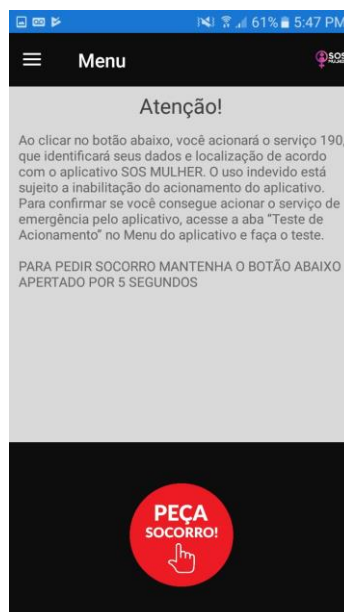 61% 5:47 PM
Menu
SOS
Atenção!
Ao clicar no botão abaixo, você acionará o serviço 190,
que identificará seus dados e localização de acordo
com o aplicativo SOS MULHER. O uso indevido está
sujeito a inabilitação do acionamento do aplicativo.
Para confirmar se você consegue acionar o serviço de
emergência pelo aplicativo, acesse a aba “Teste de
Acionamento” no Menu do aplicativo e faça o teste.
PARA PEDIR SOCORRO MANTENHA O BOTÃO ABAIXO
APERTADO POR 5 SEGUNDOS
PEÇA
SOCORRO!